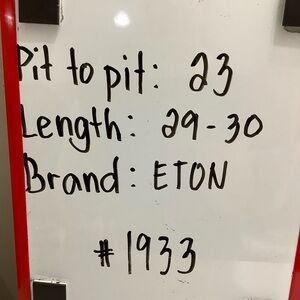 Pit to pit: 23
Length: 29-30
Brand: ETON
#1933